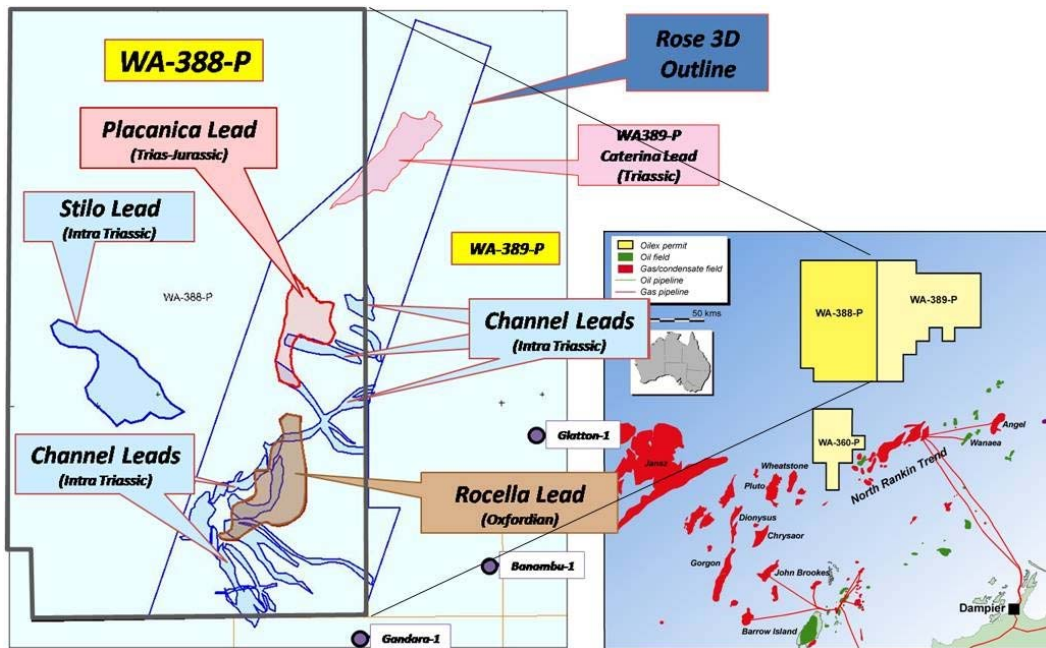 WA-388-P
Rose 3D
Outline
Placanica Lead
(Trias-Jurassic)
WA389-P
Caterina Lead
(Triassic)
Stilo Lead
(Intra Triassic)
WA-389-P
WA-388-P
Channel Leads
(Intra Triassic)
Glatton-1
Channel Leads
(Intra Triassic)
Rocella Lead
(Oxfordian)
Banambu-1
Gandara-1
Oilex permit
Oil field
Gas/condensate field
Oil pipeline
Gas pipeline
50 kms
WA-388-P
WA-389-P
WA-360-P
Angel
Wanaea
North Rankin Trend
Jansz
Wheatstone
Pluto
Dionysus
Chrysaor
Gorgon
John Brookes
Barrow Island
Dampier